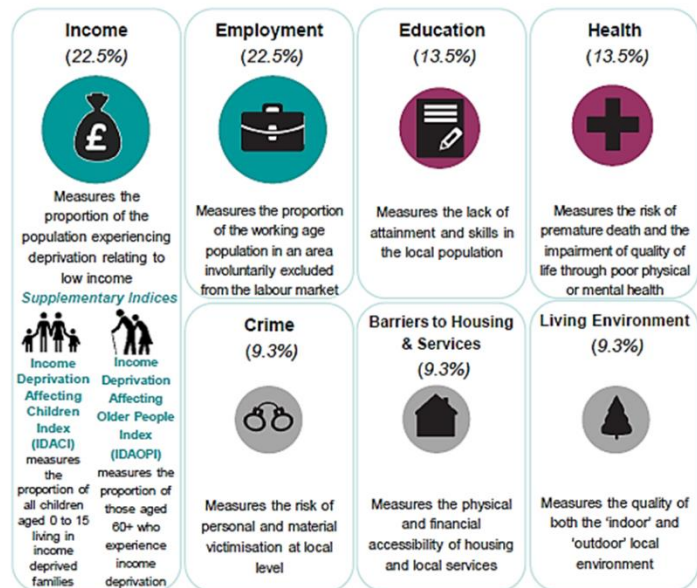 Income
(22.5%)
£
Measures the
proportion of the
population experiencing
deprivation relating to
low income
Supplementary Indices
Income
Deprivation
Affecting
Children
Index
(IDACI)
measures
the
proportion of
all children
aged 0 to 15
living in
income
deprived
families
Income
Deprivation
Affecting
Older People
Index
(IDAOPI)
measures the
proportion of
those aged
60+ who
experience
income
deprivation
Employment
(22.5%)
Measures the proportion
of the working age
population in an area
involuntarily excluded
from the labour market
Education
(13.5%)
Measures the lack of
attainment and skills
in the local population
Health
(13.5%)
Measures the risk of
premature death and the
impairment of quality of
life through poor physical
or mental health
Crime
(9.3%)
Measures the risk of
personal and material
victimisation at local
level
Barriers to Housing
& Services
(9.3%)
Measures the physical
and financial
accessibility of housing
and local services
Living Environment
(9.3%)
Measures the quality of
both the ‘indoor’ and
‘outdoor’ local
environment